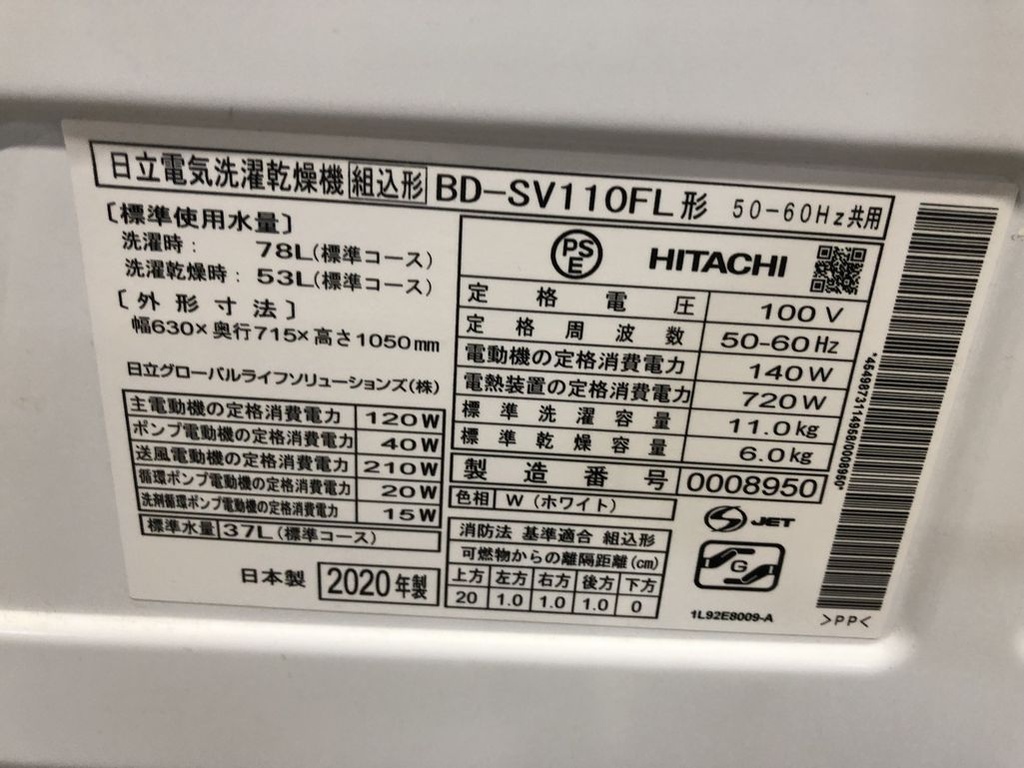 日立電気洗濯乾燥機 組込形 BD-SV110FL形 50-60Hz共用
[標準使用水量]
洗濯時： 78L(標準コース)
洗濯乾燥時： 53L(標準コース)
[外形寸法]
幅630×奥行715×高さ1050mm
日立グローバルライフソリューションズ(株)
主電動機の定格消費電力 120W
ポンプ電動機の定格消費電力 40W
送風電動機の定格消費電力 210W
循環ポンプ電動機の定格消費電力 20W
洗剤循環ポンプ電動機の定格消費電力 15W
標準水量 37L(標準コース)
日本製 2020年製
PSE HITACHI
定格電圧 100V
定格周波数 50-60Hz
電動機の定格消費電力 140W
電熱装置の定格消費電力 720W
標準洗濯容量 11.0kg
標準乾燥容量 6.0kg
製造番号 0008950
色相 W(ホワイト)
消防法 基準適合 組込形
可燃物からの離隔距離(cm)
上方 左方 右方 後方 下方
20 1.0 1.0 1.0 0
S JET
G
1L92E8009-A
>PP<
*4549873114968/0008950*